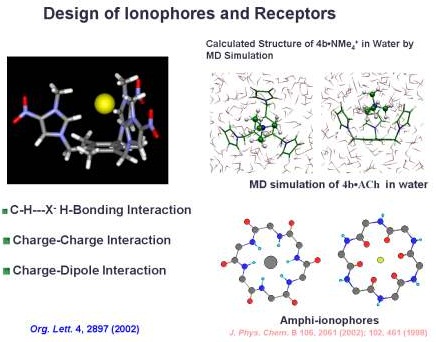 Design of Ionophores and Receptors
Calculated Structure of 4b•NMe₄⁺ in Water by
MD Simulation
MD simulation of 4b•ACh in water
C-H---X⁻ H-Bonding Interaction
Charge-Charge Interaction
Charge-Dipole Interaction
Org. Lett. 4, 2897 (2002)
Amphi-ionophores
J. Phys. Chem. B 106, 2061 (2002); 102, 461 (1998)